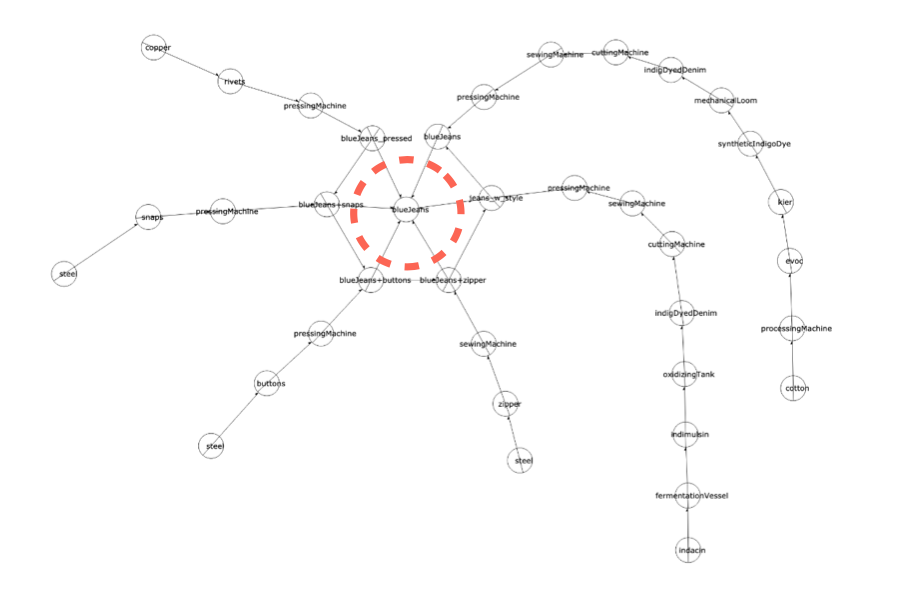 copper
sewingMachine
cuttingMachine
indigDyedDenim
rivets
pressingMachine
pressingMachine
mechanicalLoom
blueJeans_pressed
blueJeans
syntheticIndigoDye
pressingMachine
jeans_w_style
sewingMachine
kier
blueJeans+snaps
blueJeans
pressingMachine
snaps
cuttingMachine
evoc
steel
blueJeans+buttons
blueJeans+zipper
indigDyedDenim
processingMachine
pressingMachine
sewingMachine
oxidizingTank
buttons
cotton
zipper
indimulsin
steel
steel
fermentationVessel
indacin